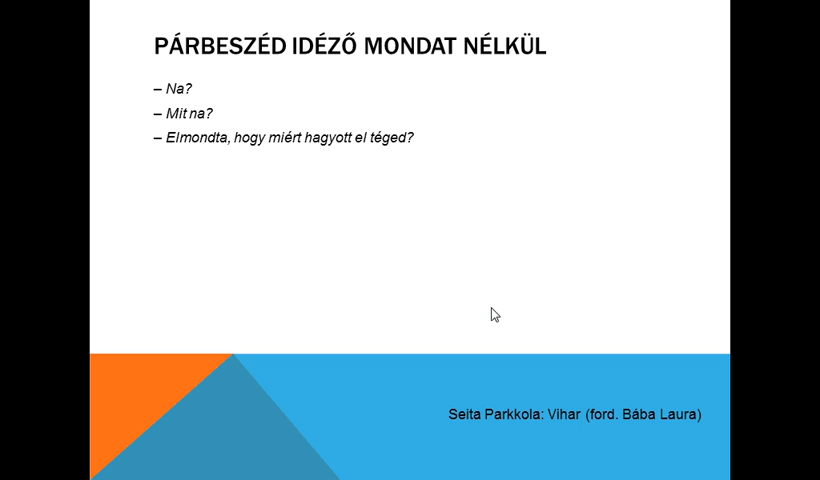 PÁRBESZÉD IDÉZŐ MONDAT NÉLKÜL
– Na?
– Mit na?
– Elmondta, hogy miért hagyott el téged?
Seita Parkkola: Vihar (ford. Bába Laura)